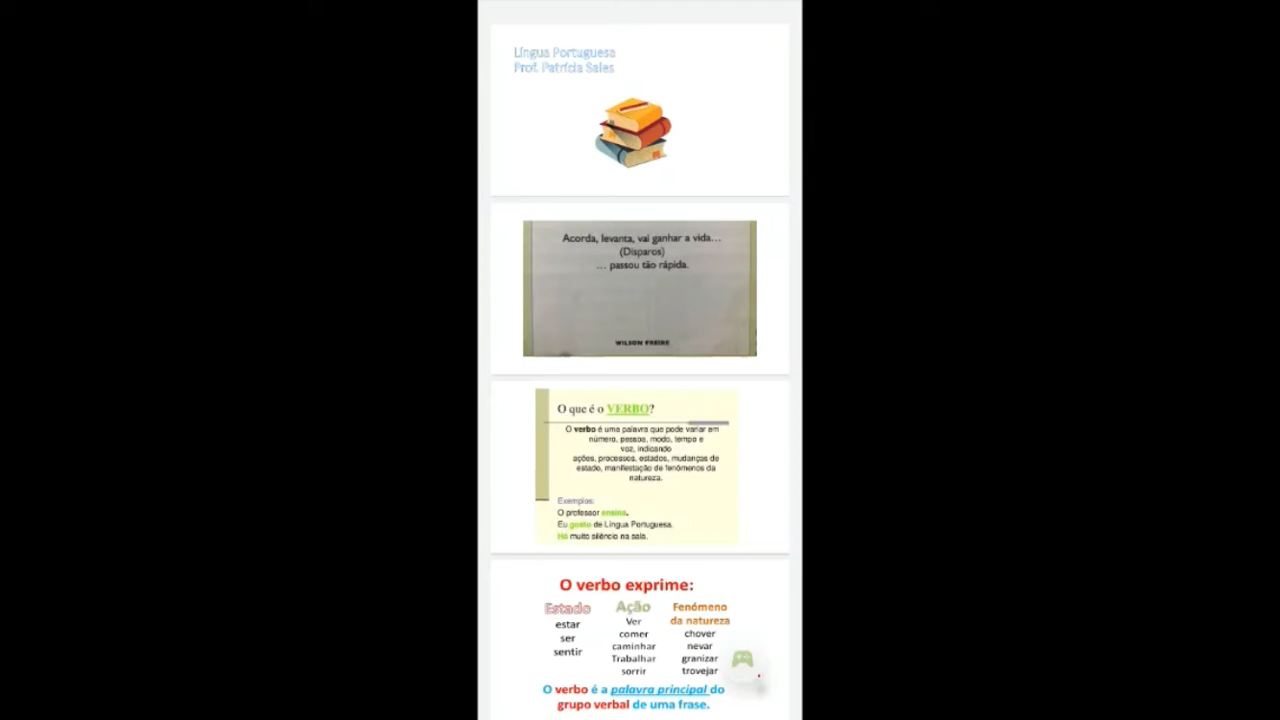 Língua Portuguesa
Prof. Patrícia Sales
Acorda, levanta, vai ganhar a vida...
(Disparos)
... passou tão rápida.
WILSON FREIRE
O que é o VERBO?
O verbo é uma palavra que pode variar em
número, pessoa, modo, tempo e
voz, indicando
ações, processos, estados, mudanças de
estado, manifestação de fenômenos da
natureza.
Exemplos:
O professor ensina.
Eu gosto de Língua Portuguesa.
Há muito silêncio na sala.
O verbo exprime:
Estado
estar
ser
sentir
Ação
Ver
comer
caminhar
Trabalhar
sorrir
Fenómeno
da natureza
chover
nevar
granizar
trovejar
O verbo é a palavra principal do
grupo verbal de uma frase.